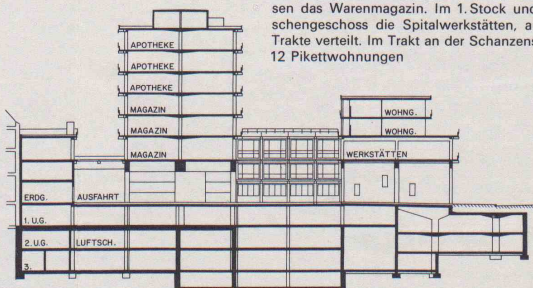 sen das Warenmagazin. Im 1. Stock und
schengeschoss die Spitalwerkstätten, a
Trakte verteilt. Im Trakt an der Schanzens
12 Pikettwohnungen
APOTHEKE
APOTHEKE
APOTHEKE
MAGAZIN
MAGAZIN
MAGAZIN
WOHNG.
WOHNG.
WERKSTÄTTEN
ERDG.
AUSFAHRT
1. U.G.
2. U.G.
LUFTSCH.
3.